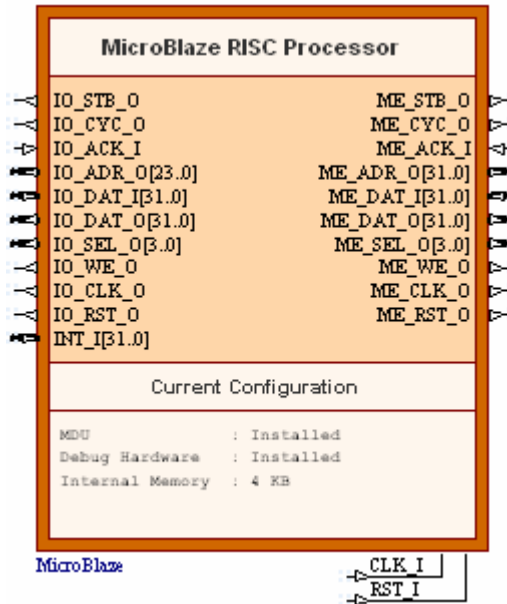 MicroBlaze RISC Processor
IO_STB_O ME_STB_O
IO_CYC_O ME_CYC_O
IO_ACK_I ME_ACK_I
IO_ADR_O[23..0] ME_ADR_O[31..0]
IO_DAT_I[31..0] ME_DAT_I[31..0]
IO_DAT_O[31..0] ME_DAT_O[31..0]
IO_SEL_O[3..0] ME_SEL_O[3..0]
IO_WE_O ME_WE_O
IO_CLK_O ME_CLK_O
IO_RST_O ME_RST_O
INT_I[31..0]
Current Configuration
MDU : Installed
Debug Hardware : Installed
Internal Memory : 4 KB
MicroBlaze
CLK_I
RST_I